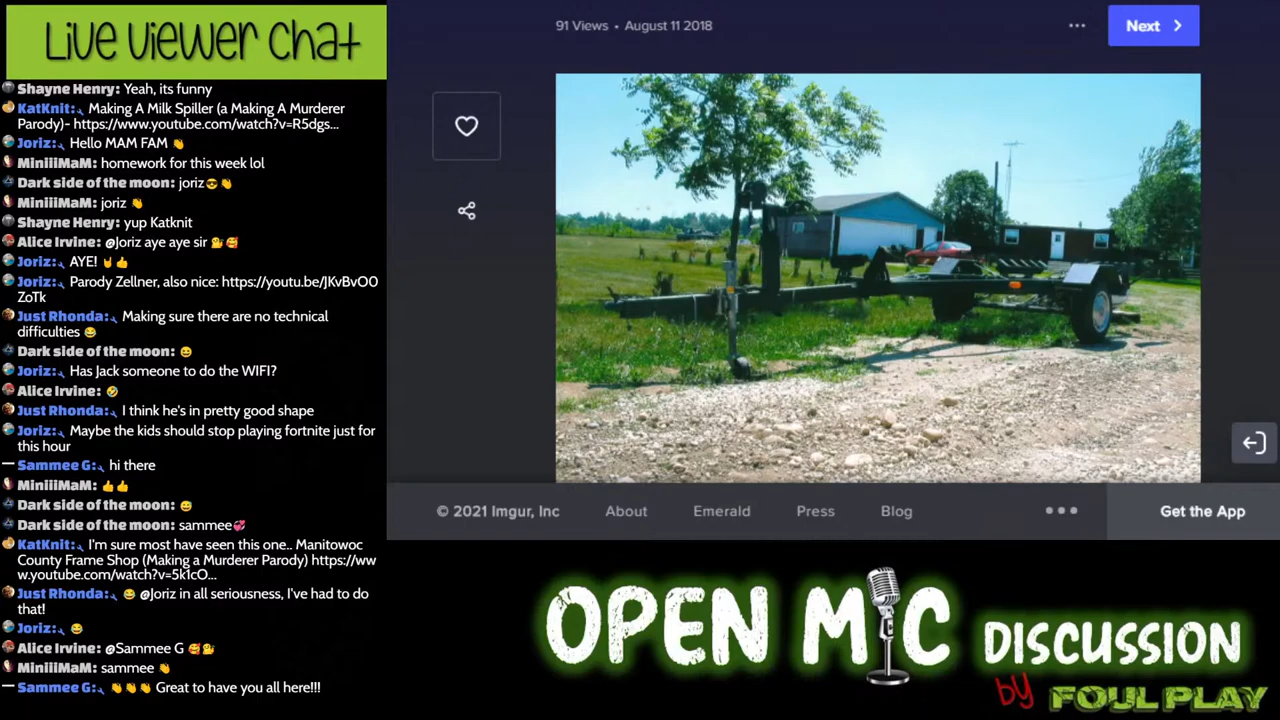 Live Viewer Chat
Shayne Henry: Yeah, its funny
KatKnit: Making A Milk Spiller (a Making A Murderer
Parody)- https://www.youtube.com/watch?v=R5dgs...
Joriz: Hello MAM FAM 👋
MiniiiMaM: homework for this week lol
Dark side of the moon: joriz😎👋
MiniiiMaM: joriz 👋
Shayne Henry: yup Katknit
Alice Irvine: @Joriz aye aye sir 💁🥰
Joriz: AYE! 🤘👍
Joriz: Parody Zellner, also nice: https://youtu.be/JKvBvO0
ZoTk
Just Rhonda: Making sure there are no technical
difficulties 😂
Dark side of the moon: 😄
Joriz: Has Jack someone to do the WIFI?
Alice Irvine: 🤣
Just Rhonda: I think he's in pretty good shape
Joriz: Maybe the kids should stop playing fortnite just for
this hour
Sammee G: hi there
MiniiiMaM: 👍👍
Dark side of the moon: 😅
Dark side of the moon: sammee💞
KatKnit: I'm sure most have seen this one.. Manitowoc
County Frame Shop (Making a Murderer Parody) https://ww
w.youtube.com/watch?v=5k1cO...
Just Rhonda: 😂 @Joriz in all seriousness, I've had to do
that!
Joriz: 😂
Alice Irvine: @Sammee G 🥰💁
MiniiiMaM: sammee 👋
Sammee G: 👋👋👋 Great to have you all here!!!
91 Views • August 11 2018
Next
© 2021 Imgur, Inc
About
Emerald
Press
Blog
Get the App
OPEN MIC DISCUSSION
by FOUL PLAY